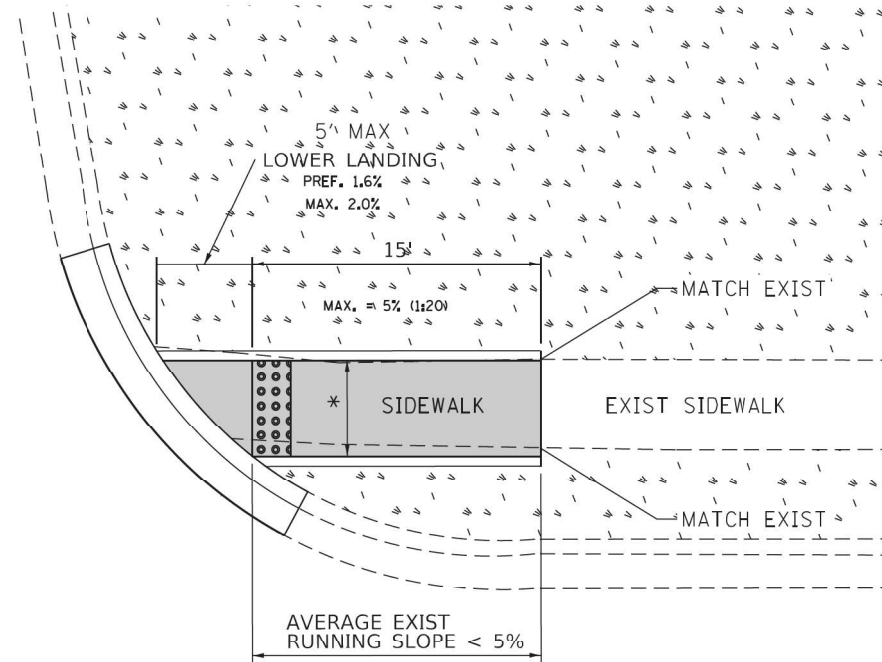 5' MAX
LOWER LANDING
PREF. 1.6%
MAX. 2.0%
15'
MAX. = 5% (1:20)
MATCH EXIST
* SIDEWALK
EXIST SIDEWALK
MATCH EXIST
AVERAGE EXIST
RUNNING SLOPE < 5%